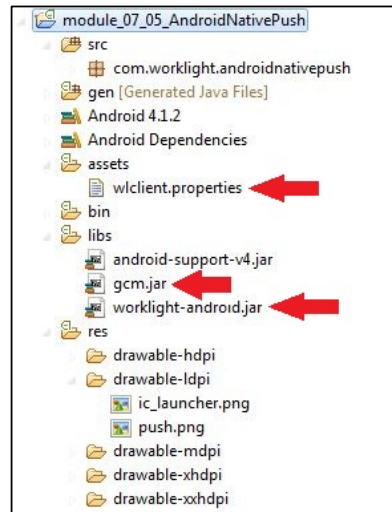 module_07_05_AndroidNativePush
src
com.worklight.androidnativepush
gen [Generated Java Files]
Android 4.1.2
Android Dependencies
assets
wlclient.properties
bin
libs
android-support-v4.jar
gcm.jar
worklight-android.jar
res
drawable-hdpi
drawable-ldpi
ic_launcher.png
push.png
drawable-mdpi
drawable-xhdpi
drawable-xxhdpi